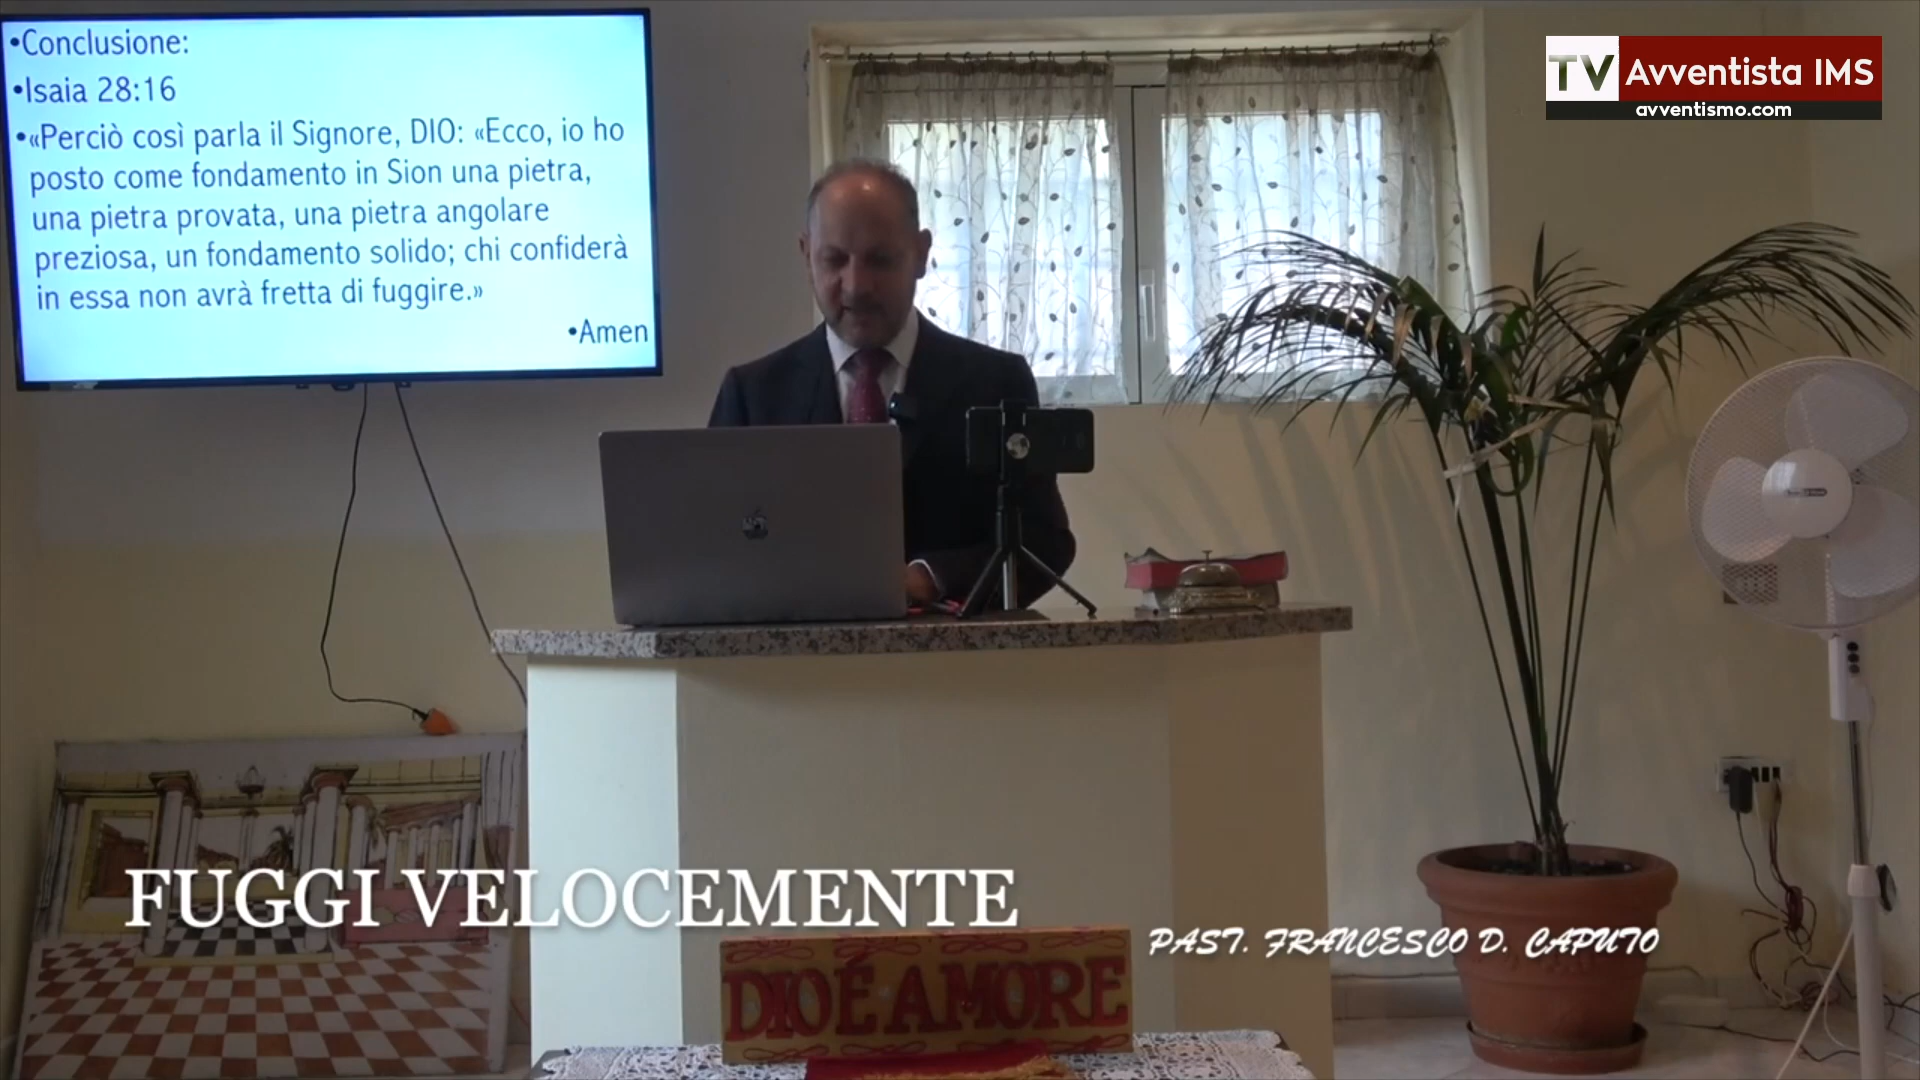 •Conclusione:
•Isaia 28:16
•«Perciò così parla il Signore, DIO: «Ecco, io ho
posto come fondamento in Sion una pietra,
una pietra provata, una pietra angolare
preziosa, un fondamento solido; chi confiderà
in essa non avrà fretta di fuggire.»
•Amen
TV Avventista IMS
avventismo.com
FUGGI VELOCEMENTE
PAST. FRANCESCO D. CAPUTO
DIO É AMORE